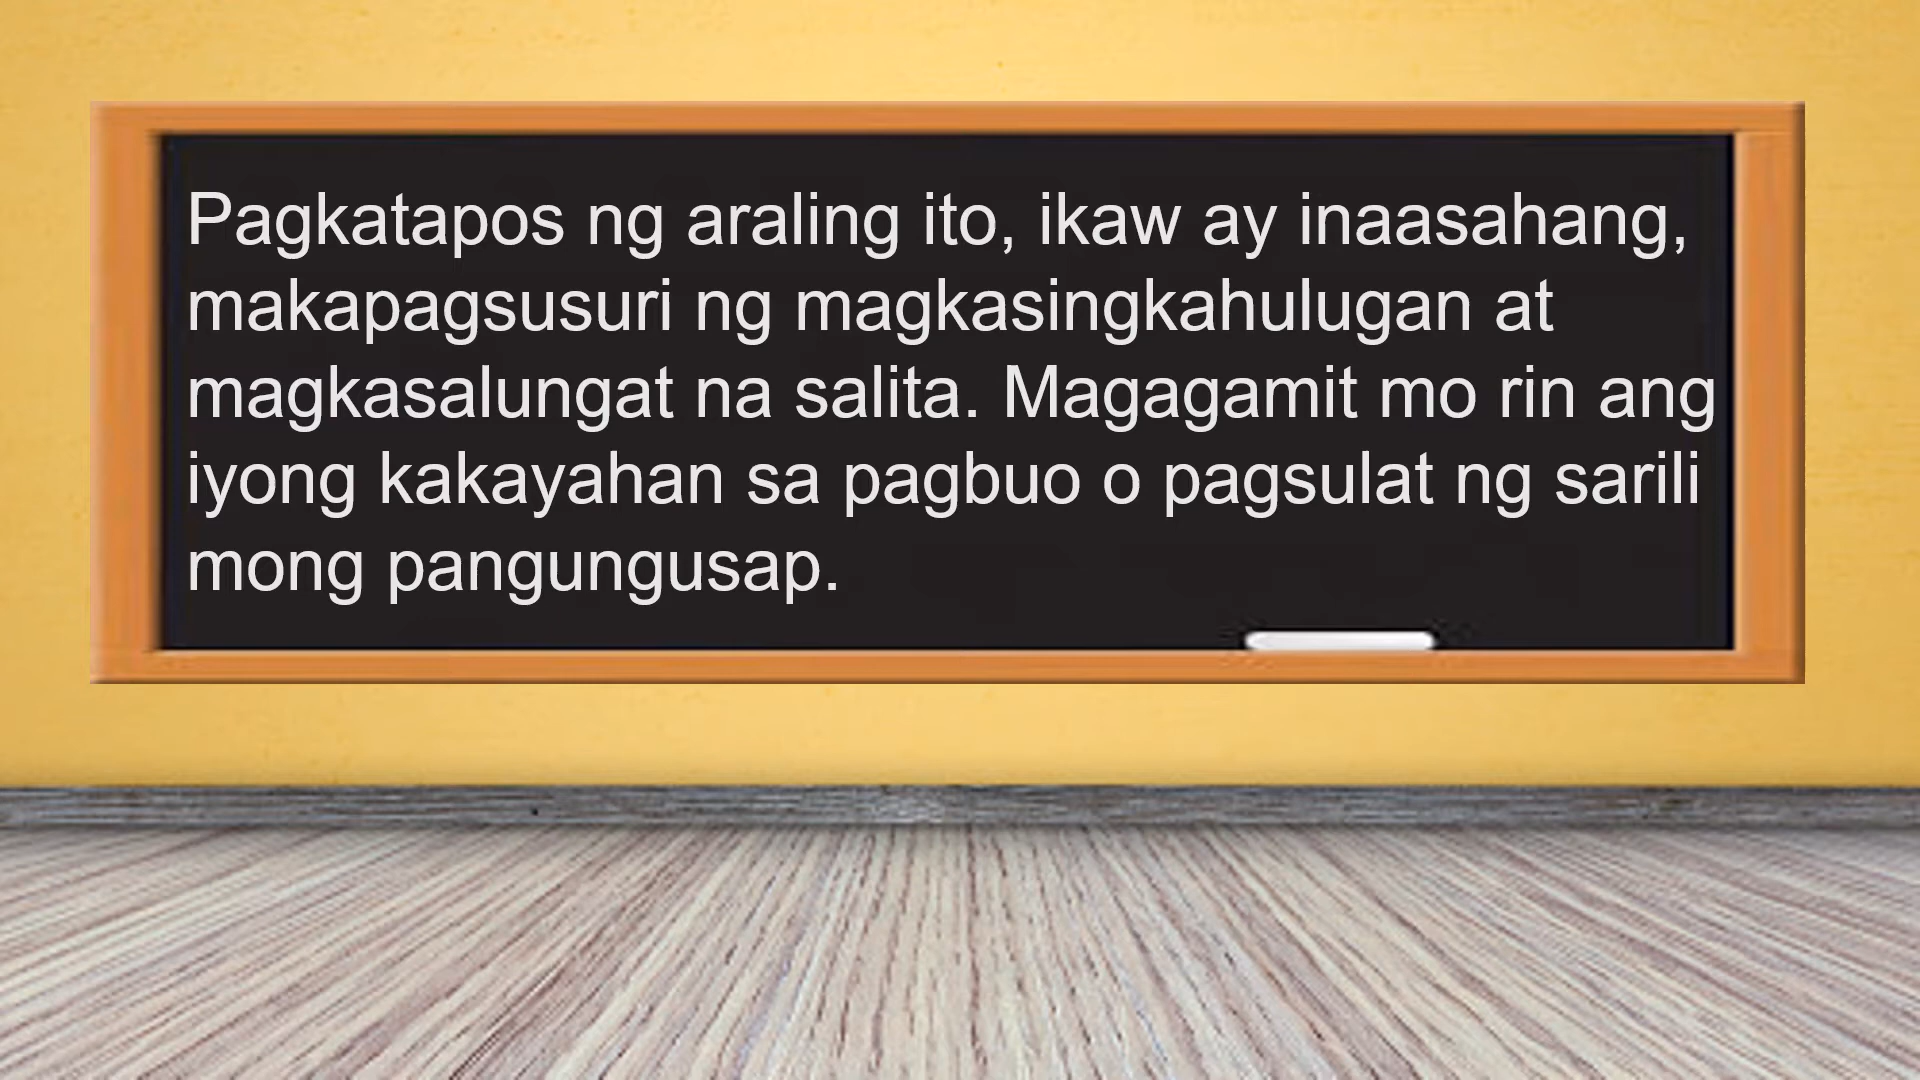 Pagkatapos ng araling ito, ikaw ay inaasahang,
makapagsusuri ng magkasingkahulugan at
magkasalungat na salita. Magagamit mo rin ang
iyong kakayahan sa pagbuo o pagsulat ng sarili
mong pangungusap.